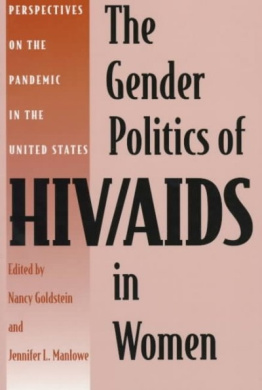 PERSPECTIVES
ON THE
PANDEMIC
IN THE
UNITED STATES
The
Gender
Politics of
HIV/AIDS
in
Women
Edited by
Nancy Goldstein
and
Jennifer L. Manlowe